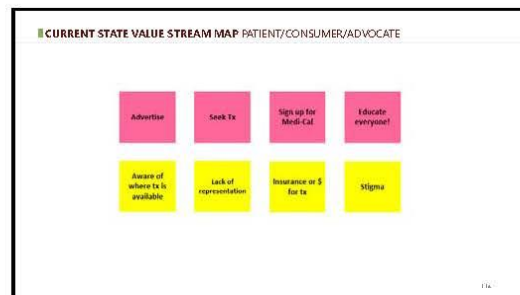 CURRENT STATE VALUE STREAM MAP PATIENT/CONSUMER/ADVOCATE
Advertise
Seek Tx
Sign up for
Medi-Cal
Educate
everyone!
Aware of
where tx is
available
Lack of
representation
Insurance or $
for tx
Stigma